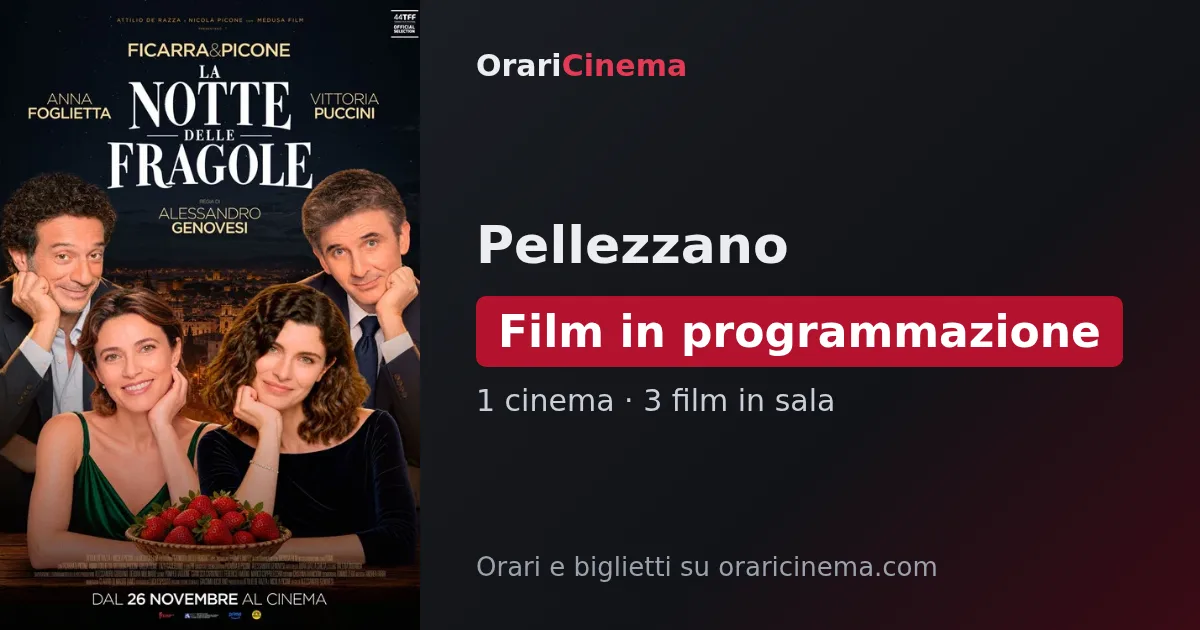 ATTILIO DE RAZZA E NICOLA PICONE CON MEDUSA FILM
44TFF
OFFICIAL
SELECTION
FICARRA&PICONE
LA
NOTTE
DELLE
FRAGOLE
ANNA
FOGLIETTA
VITTORIA
PUCCINI
REGIA DI
ALESSANDRO
GENOVESI
DAL 26 NOVEMBRE AL CINEMA
OrariCinema
Pellezzano
Film in programmazione
1 cinema · 3 film in sala
Orari e biglietti su oraricinema.com